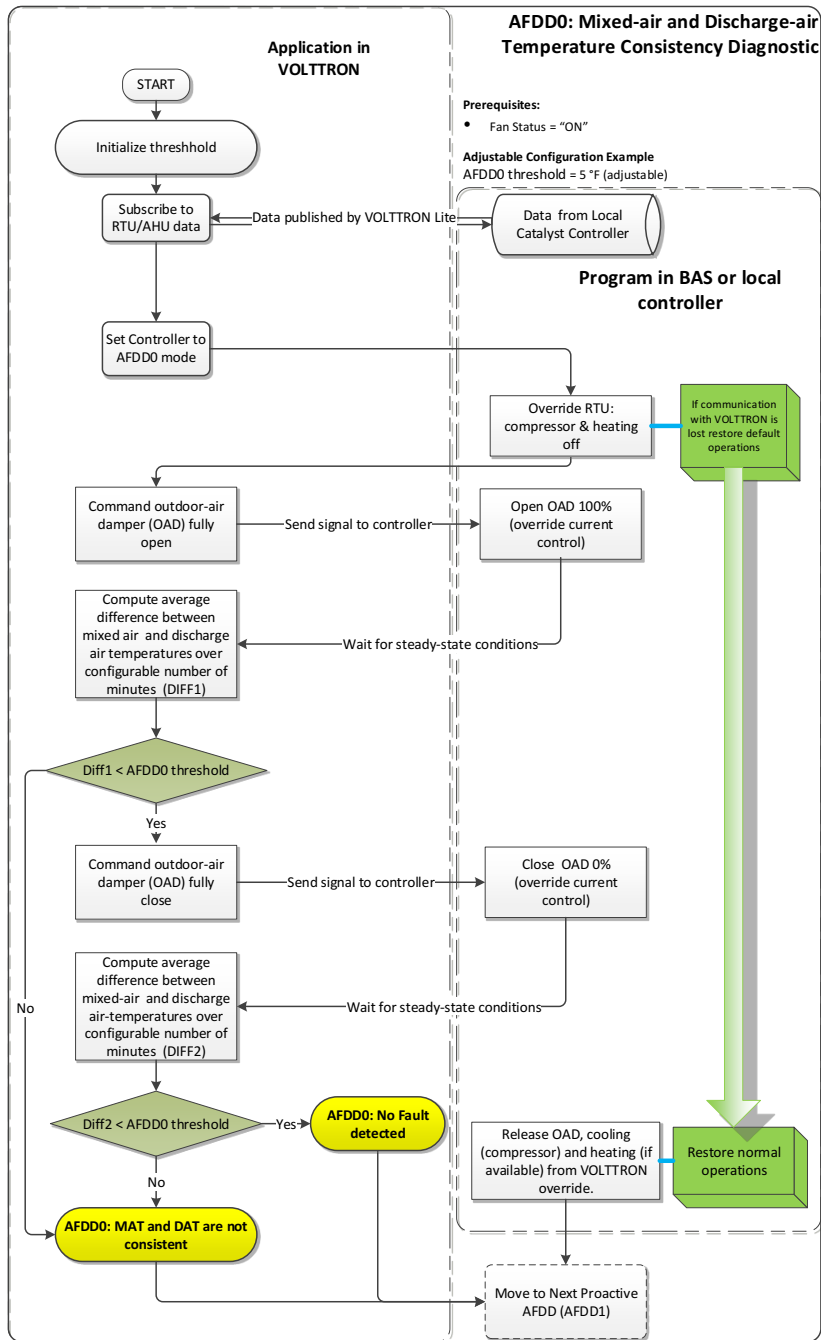 Application in
VOLTTRON
AFDD0: Mixed-air and Discharge-air
Temperature Consistency Diagnostic
START
Prerequisites:
• Fan Status = “ON”
Initialize threshhold
Adjustable Configuration Example
AFDD0 threshold = 5 °F (adjustable)
Subscribe to
RTU/AHU data
Data published by VOLTTRON Lite
Data from Local
Catalyst Controller
Program in BAS or local
controller
Set Controller to
AFDD0 mode
Override RTU:
compressor & heating
off
If communication
with VOLTTRON is
lost restore default
operations
Command outdoor-air
damper (OAD) fully
open
Send signal to controller
Open OAD 100%
(override current
control)
Compute average
difference between
mixed air and discharge
air temperatures over
configurable number of
minutes (DIFF1)
Wait for steady-state conditions
Diff1 < AFDD0 threshold
Yes
Command outdoor-air
damper (OAD) fully
close
Send signal to controller
Close OAD 0%
(override current
control)
Compute average
difference between
mixed-air and discharge
air-temperatures over
configurable number of
minutes (DIFF2)
Wait for steady-state conditions
No
Diff2 < AFDD0 threshold
Yes
AFDD0: No Fault
detected
Release OAD, cooling
(compressor) and heating (if
available) from VOLTTRON
override.
Restore normal
operations
No
AFDD0: MAT and DAT are not
consistent
Move to Next Proactive
AFDD (AFDD1)